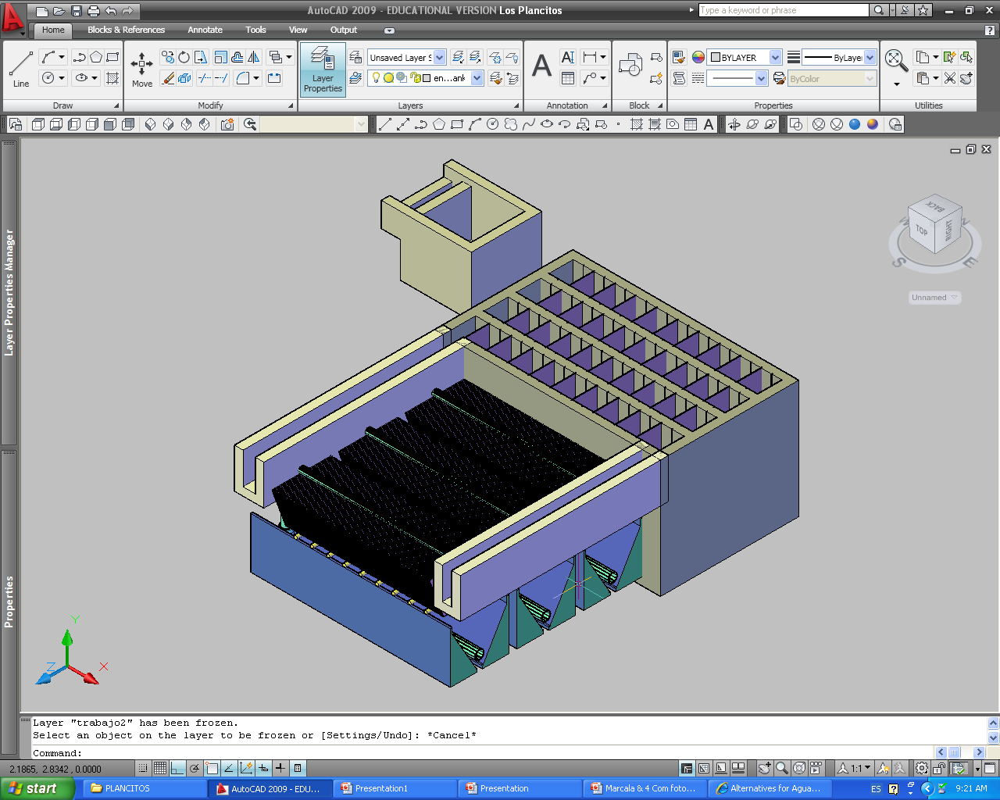 AutoCAD 2009 - EDUCATIONAL VERSION Los Plancitos
Type a keyword or phrase
Home Blocks & References Annotate Tools View Output
Line
Move
Layer Properties
Unsaved Layer S
en...ank
A
BYLAYER
ByLayer
ByColor
Draw Modify Layers Annotation Block Properties Utilities
A
Layer Properties Manager
Properties
BACK
TOP
RIGHT
W
N
S
E
Unnamed
Y
Z
X
Layer "trabajo2" has been frozen.
Select an object on the layer to be frozen or [Settings/Undo]: *Cancel*
Command:
2.1865, 2.8342 , 0.0000
1:1
start
PLANCITOS
AutoCAD 2009 - EDU...
Presentation1
Presentation
Marcala & 4 Com foto...
Alternatives for Agua...
ES
9:21 AM